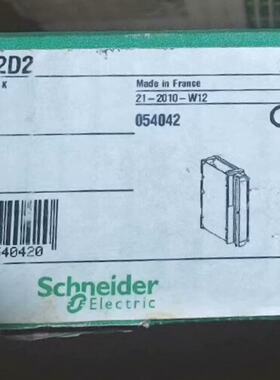 2D2
K
Made in France
21-2010-W12
054042
40420
Schneider
Electric